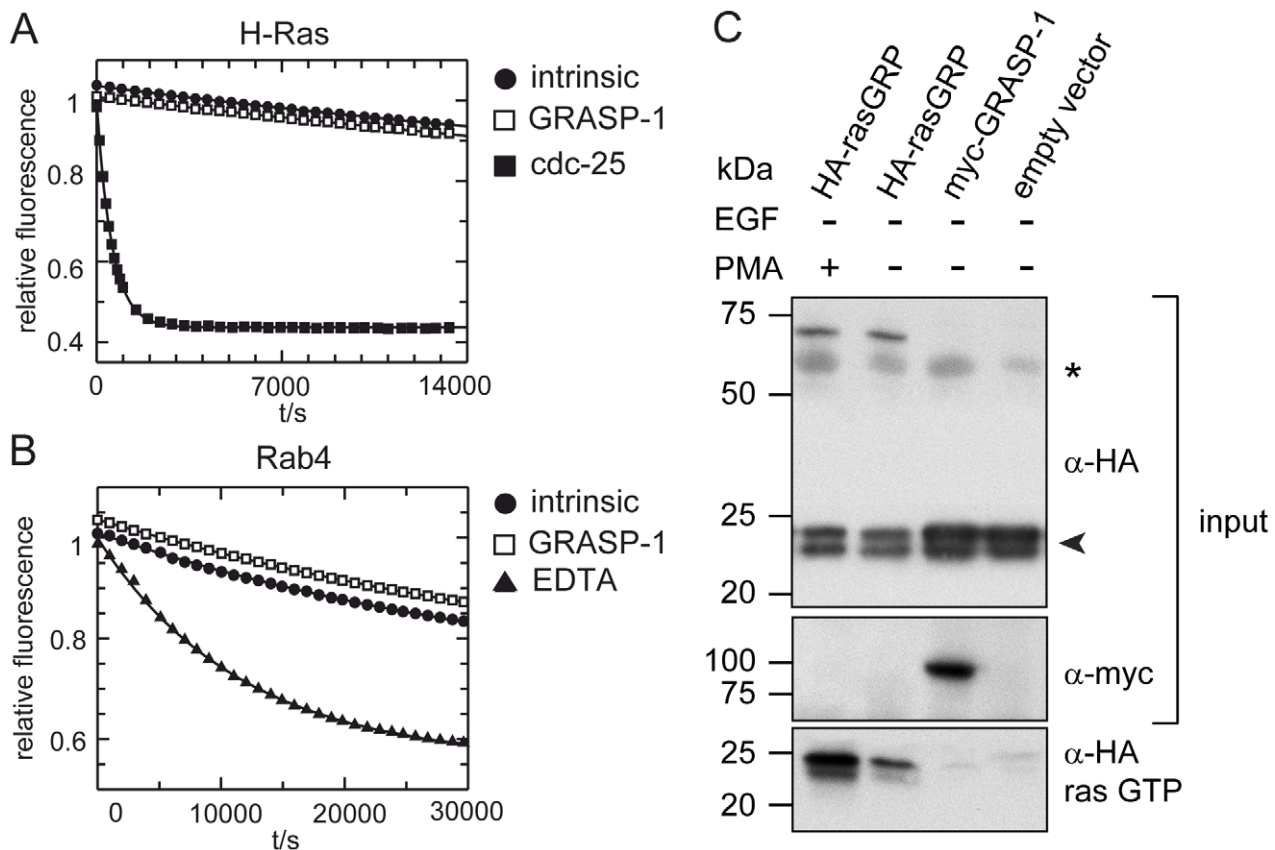 A
H-Ras
relative fluorescence
1
0.8
0.6
0.4
0 7000 14000
t/s
intrinsic
GRASP-1
cdc-25
B
Rab4
relative fluorescence
1
0.8
0.6
0 10000 20000 30000
t/s
intrinsic
GRASP-1
EDTA
C
HA-rasGRP
HA-rasGRP
myc-GRASP-1
empty vector
kDa
EGF - - - -
PMA + - - -
75
50
25
20
*
α-HA
input
100
75
α-myc
25
20
α-HA
ras GTP